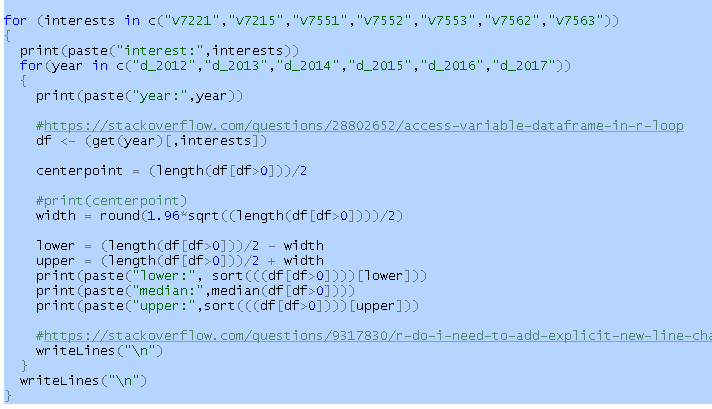 for (interests in c("v7221","v7215","v7551","v7552","v7553","v7562","v7563"))
{
  print(paste("interest:",interests))
  for(year in c("d_2012","d_2013","d_2014","d_2015","d_2016","d_2017"))
  {
    print(paste("year:",year))

    #https://stackoverflow.com/questions/28802652/access-variable-dataframe-in-r-loop
    df <- (get(year)[,interests])

    centerpoint = (length(df[df>0]))/2

    #print(centerpoint)
    width = round(1.96*sqrt((length(df[df>0])))/2)

    lower = (length(df[df>0]))/2 - width
    upper = (length(df[df>0]))/2 + width
    print(paste("lower:", sort(((df[df>0])))[lower]))
    print(paste("median:",median(df[df>0])))
    print(paste("upper:",sort(((df[df>0])))[upper]))

    #https://stackoverflow.com/questions/9317830/r-do-i-need-to-add-explicit-new-line-cha
    writeLines("\n")
  }
  writeLines("\n")
}